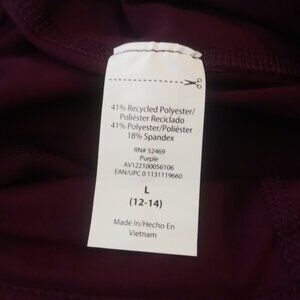 41% Recycled Polyester/
Poliéster Reciclado
41% Polyester/Poliéster
18% Spandex
RN# 52469
Purple
AV122100056106
EAN/UPC 0 1131119660
L
(12-14)
Made in/Hecho En
Vietnam